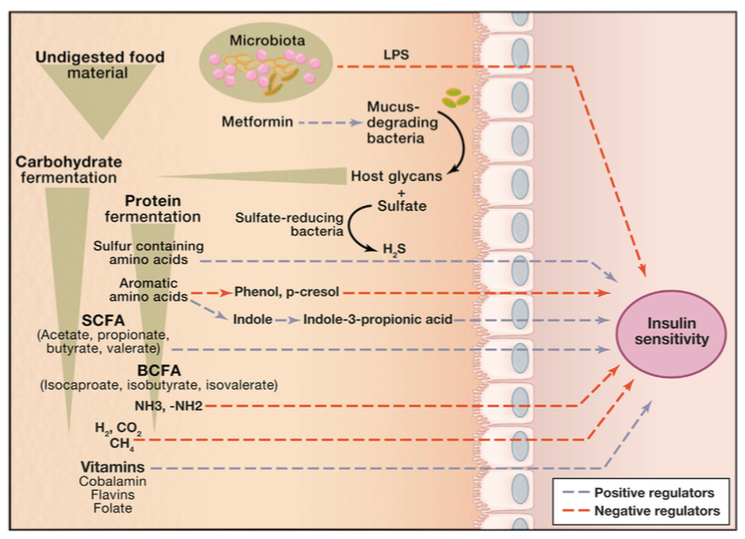 Microbiota
LPS
Undigested food
material
Metformin
Mucus-
degrading
bacteria
Carbohydrate
fermentation
Host glycans
+
Sulfate
Protein
fermentation
Sulfate-reducing
bacteria
H₂S
Sulfur containing
amino acids
Aromatic
amino acids
Phenol, p-cresol
Indole
Indole-3-propionic acid
SCFA
(Acetate, propionate,
butyrate, valerate)
Insulin
sensitivity
BCFA
(Isocaproate, isobutyrate, isovalerate)
NH3, -NH2
H₂, CO₂
CH₄
Vitamins
Cobalamin
Flavins
Folate
Positive regulators
Negative regulators